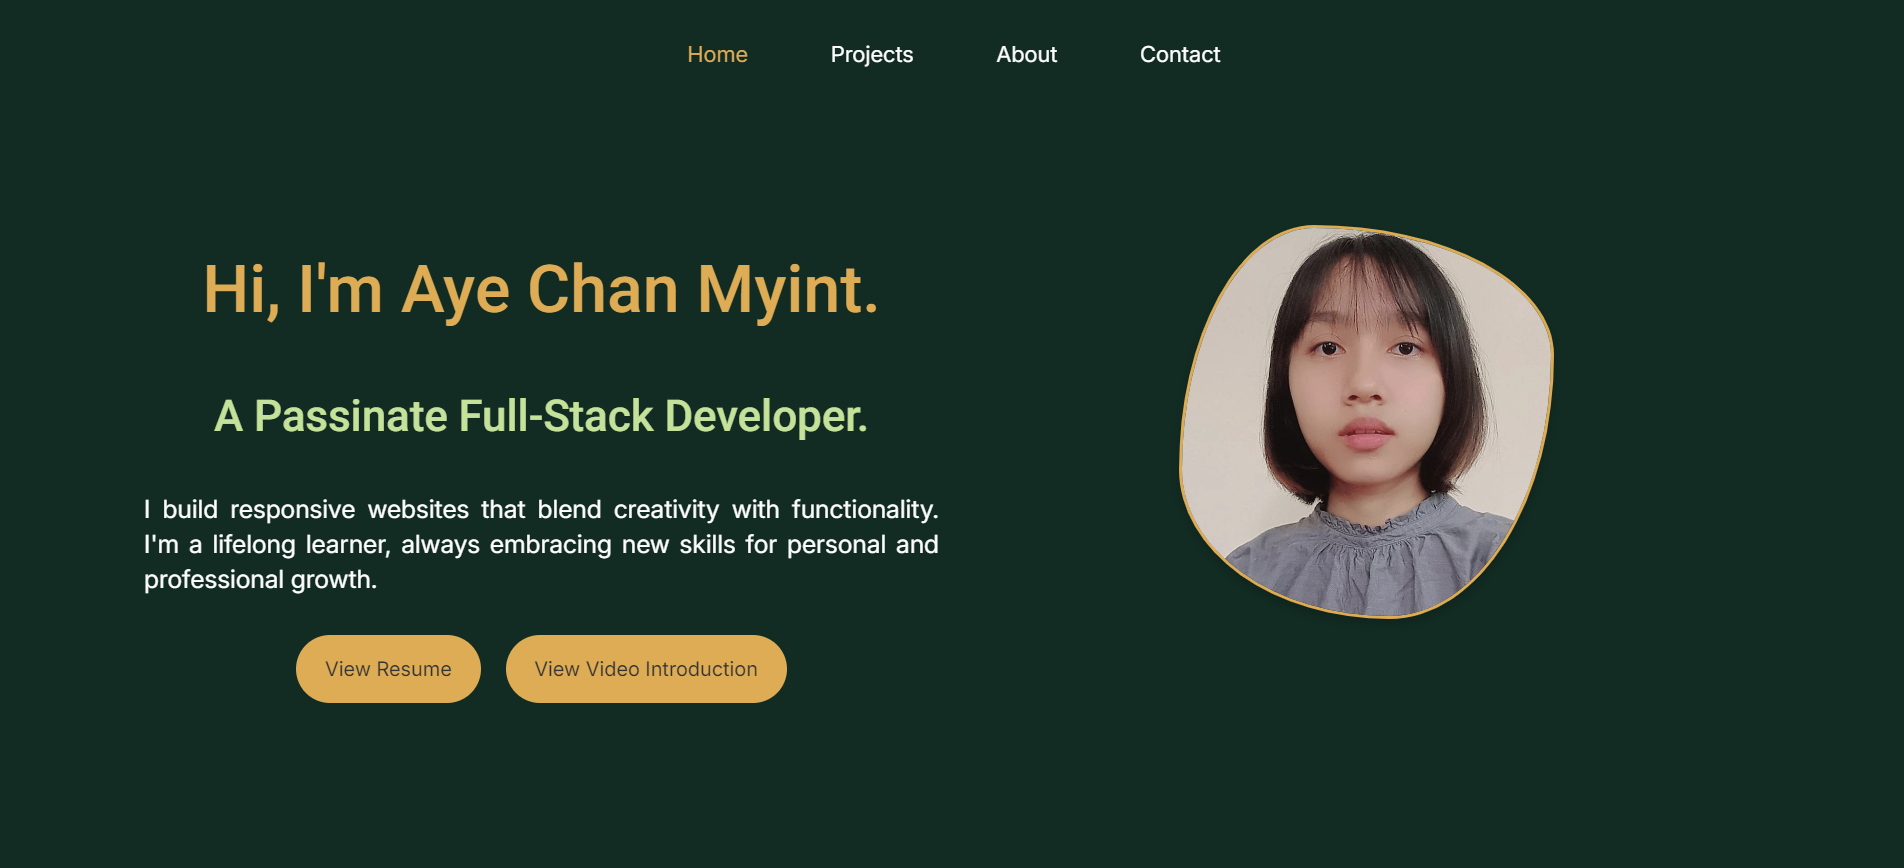 Home Projects About Contact
Hi, I'm Aye Chan Myint.
A Passinate Full-Stack Developer.
I build responsive websites that blend creativity with functionality.
I'm a lifelong learner, always embracing new skills for personal and
professional growth.
View Resume View Video Introduction